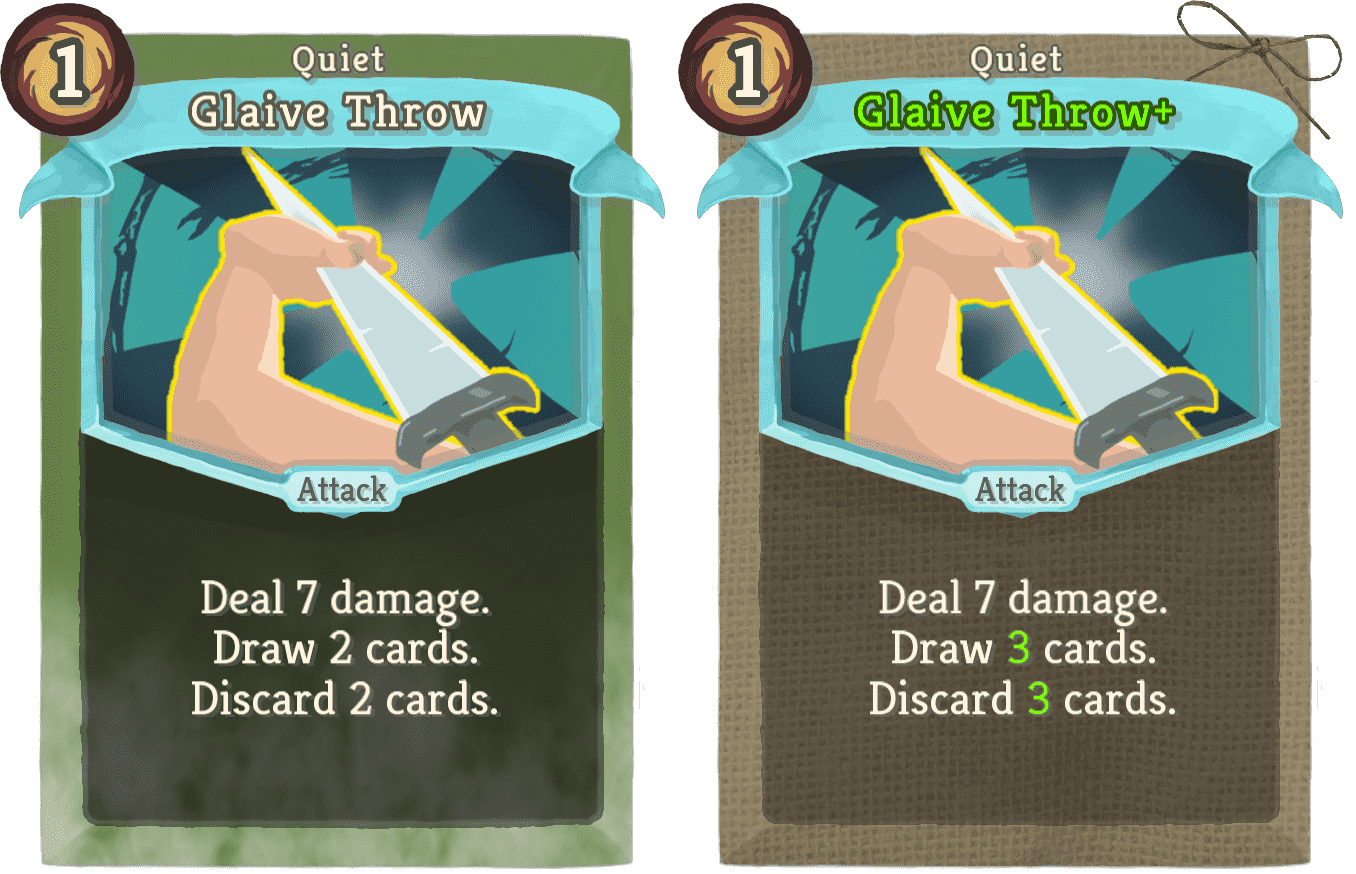 1
Quiet
Glaive Throw
Attack
Deal 7 damage.
Draw 2 cards.
Discard 2 cards.
1
Quiet
Glaive Throw+
Attack
Deal 7 damage.
Draw 3 cards.
Discard 3 cards.